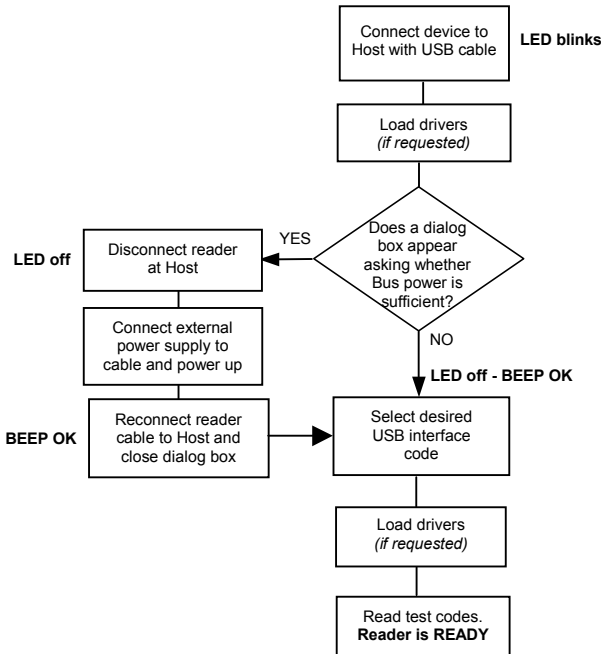 Connect device to
Host with USB cable
LED blinks
Load drivers
(if requested)
Does a dialog
box appear
asking whether
Bus power is
sufficient?
YES
LED off
Disconnect reader
at Host
Connect external
power supply to
cable and power up
NO
LED off - BEEP OK
BEEP OK
Reconnect reader
cable to Host and
close dialog box
Select desired
USB interface
code
Load drivers
(if requested)
Read test codes.
Reader is READY